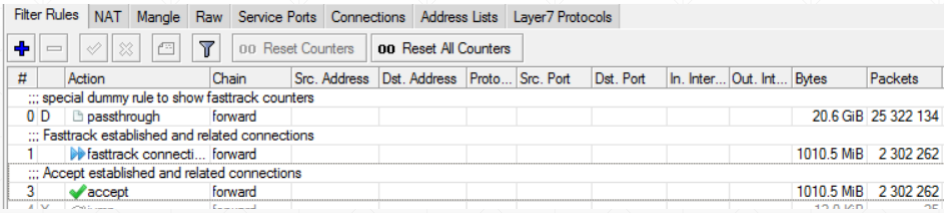 Filter Rules NAT Mangle Raw Service Ports Connections Address Lists Layer7 Protocols
00 Reset Counters 00 Reset All Counters
# Action Chain Src. Address Dst. Address Proto... Src. Port Dst. Port In. Inter... Out. Int... Bytes Packets
;;; special dummy rule to show fasttrack counters
0 D passthrough forward 20.6 GiB 25 322 134
;;; Fasttrack established and related connections
1 fasttrack connecti... forward 1010.5 MiB 2 302 262
;;; Accept established and related connections
3 accept forward 1010.5 MiB 2 302 262